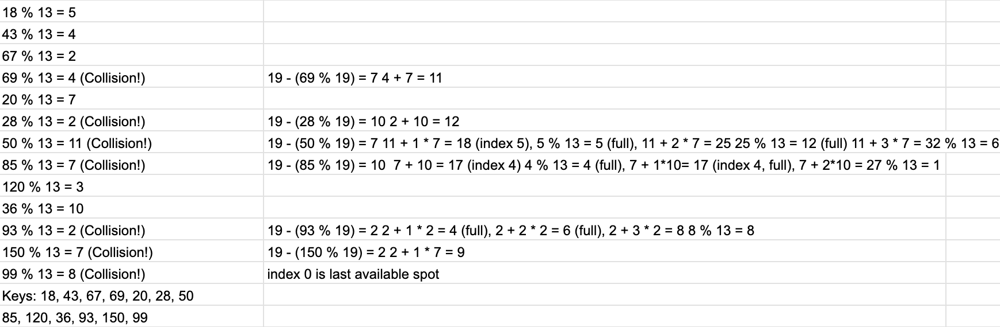 18 % 13 = 5
43 % 13 = 4
67 % 13 = 2
69 % 13 = 4 (Collision!) 19 - (69 % 19) = 7 4 + 7 = 11
20 % 13 = 7
28 % 13 = 2 (Collision!) 19 - (28 % 19) = 10 2 + 10 = 12
50 % 13 = 11 (Collision!) 19 - (50 % 19) = 7 11 + 1 * 7 = 18 (index 5), 5 % 13 = 5 (full), 11 + 2 * 7 = 25 25 % 13 = 12 (full) 11 + 3 * 7 = 32 % 13 = 6
85 % 13 = 7 (Collision!) 19 - (85 % 19) = 10 7 + 10 = 17 (index 4) 4 % 13 = 4 (full), 7 + 1*10= 17 (index 4, full), 7 + 2*10 = 27 % 13 = 1
120 % 13 = 3
36 % 13 = 10
93 % 13 = 2 (Collision!) 19 - (93 % 19) = 2 2 + 1 * 2 = 4 (full), 2 + 2 * 2 = 6 (full), 2 + 3 * 2 = 8 8 % 13 = 8
150 % 13 = 7 (Collision!) 19 - (150 % 19) = 2 2 + 1 * 7 = 9
99 % 13 = 8 (Collision!) index 0 is last available spot
Keys: 18, 43, 67, 69, 20, 28, 50
85, 120, 36, 93, 150, 99